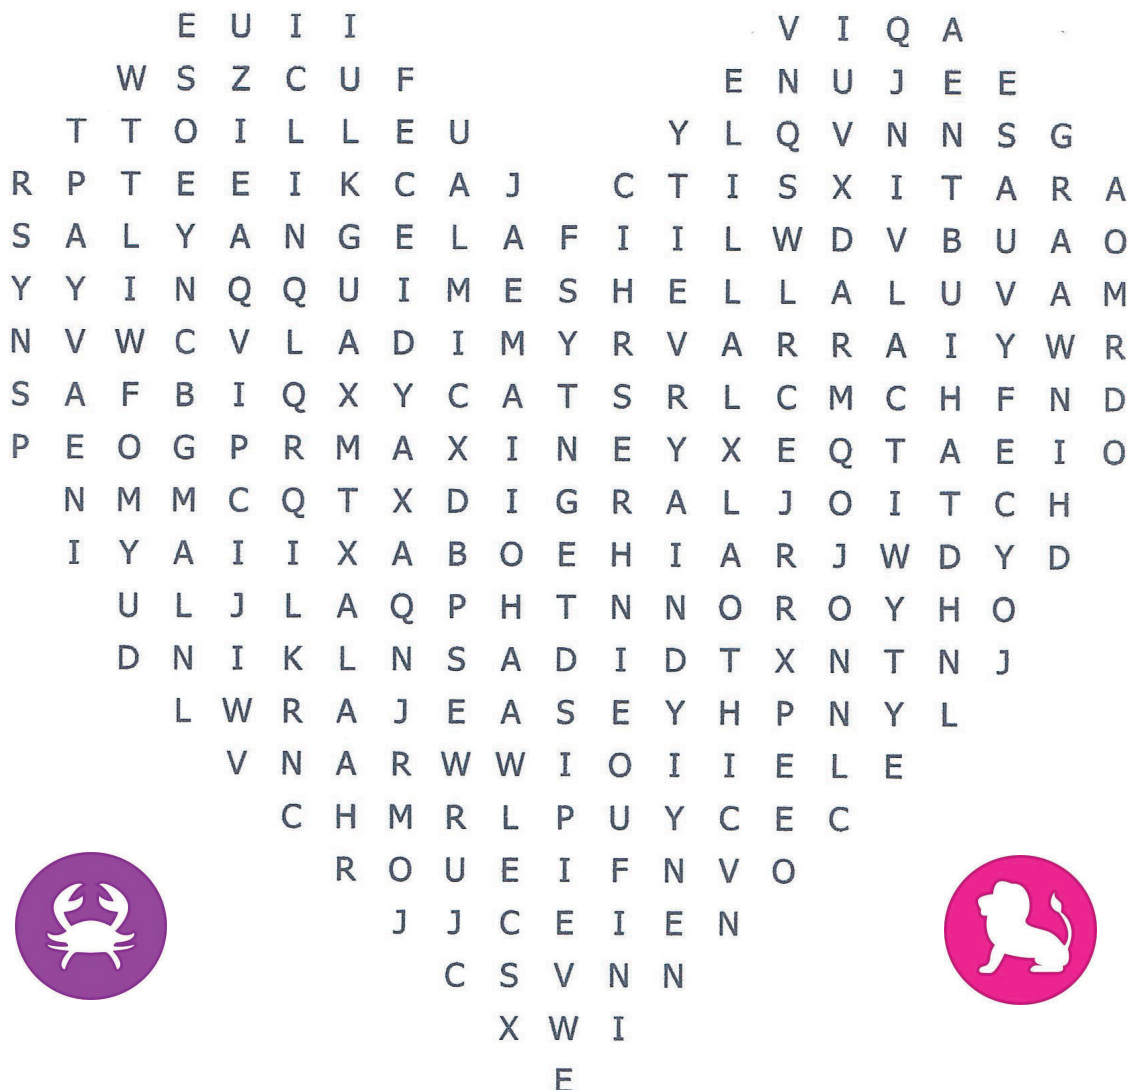 E U I I V I Q A
W S Z C U F E N U J E E
T T O I L L E U Y L Q V N N S G
R P T E E I K C A J C T I S X I T A R A
S A L Y A N G E L A F I I L W D V B U A O
Y Y I N Q Q U I M E S H E L L A L U V A M
N V W C V L A D I M Y R V A R R A I Y W R
S A F B I Q X Y C A T S R L C M C H F N D
P E O G P R M A X I N E Y X E Q T A E I O
N M M C Q T X D I G R A L J O I T C H
I Y A I I X A B O E H I A R J W D Y D
U L J L A Q P H T N N O R O Y H O
D N I K L N S A D I D T X N T N J
L W R A J E A S E Y H P N Y L
V N A R W W I O I I E L E
C H M R L P U Y C E C
R O U E I F N V O
J J C E I E N
C S V N N
X W I
E